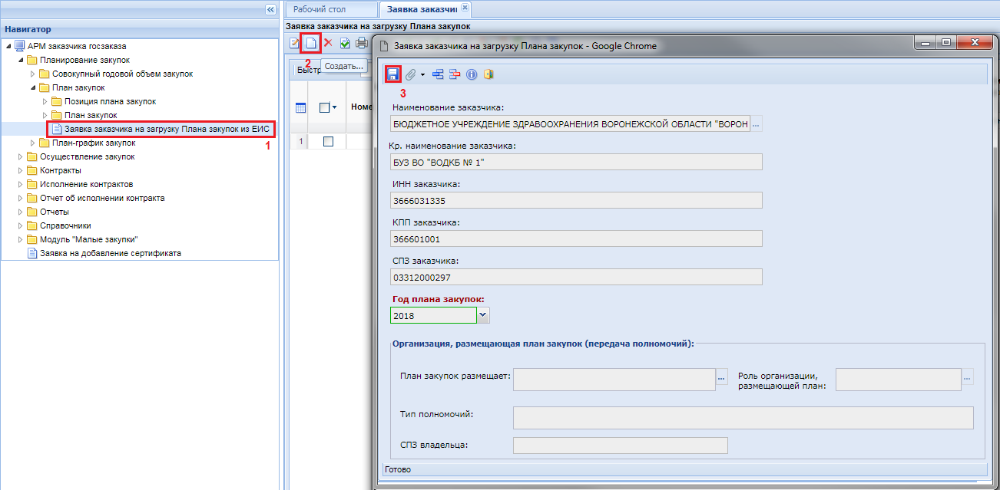 Рабочий стол
Заявка заказчи
Навигатор
Заявка заказчика на загрузку Плана закупок
АРМ заказчика госзаказа
Планирование закупок
Совокупный годовой объем закупок
План закупок
Позиция плана закупок
План закупок
Заявка заказчика на загрузку Плана закупок из ЕИС
1
План-график закупок
Осуществление закупок
Контракты
Исполнение контрактов
Отчет об исполнении контракта
Отчеты
Справочники
Модуль "Малые закупки"
Заявка на добавление сертификата
2
Создать...
Быстр
Номе
1
Заявка заказчика на загрузку Плана закупок - Google Chrome
3
Наименование заказчика:
БЮДЖЕТНОЕ УЧРЕЖДЕНИЕ ЗДРАВООХРАНЕНИЯ ВОРОНЕЖСКОЙ ОБЛАСТИ "ВОРОН
...
Кр. наименование заказчика:
БУЗ ВО "ВОДКБ № 1"
ИНН заказчика:
3666031335
КПП заказчика:
366601001
СПЗ заказчика:
03312000297
Год плана закупок:
2018
Организация, размещающая план закупок (передача полномочий):
План закупок размещает:
...
Роль организации,
размещающей план:
...
Тип полномочий:
СПЗ владельца:
Готово